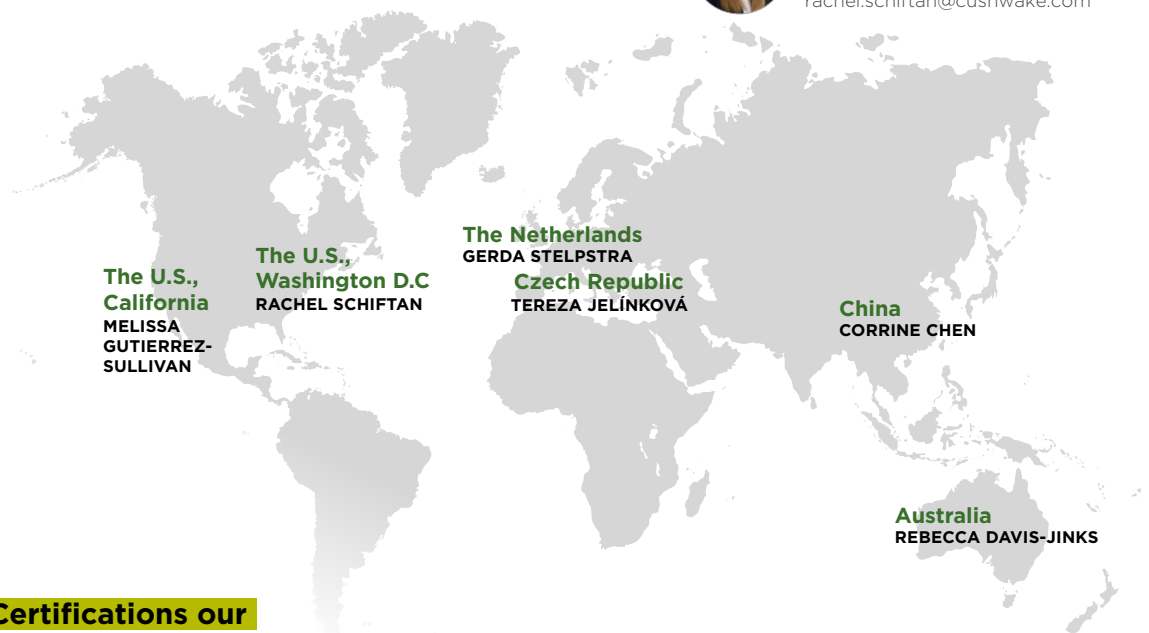 rachel.schiftan@cushwake.com
The Netherlands
GERDA STELPSTRA
The U.S.,
Washington D.C
RACHEL SCHIFTAN
The U.S.,
California
MELISSA
GUTIERREZ-
SULLIVAN
Czech Republic
TEREZA JELÍNKOVÁ
China
CORRINE CHEN
Australia
REBECCA DAVIS-JINKS
Certifications our